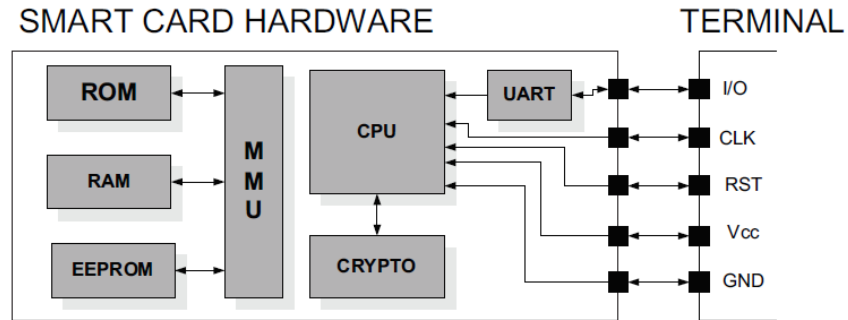 SMART CARD HARDWARE
TERMINAL
ROM
RAM
EEPROM
M
M
U
CPU
CRYPTO
UART
I/O
CLK
RST
Vcc
GND